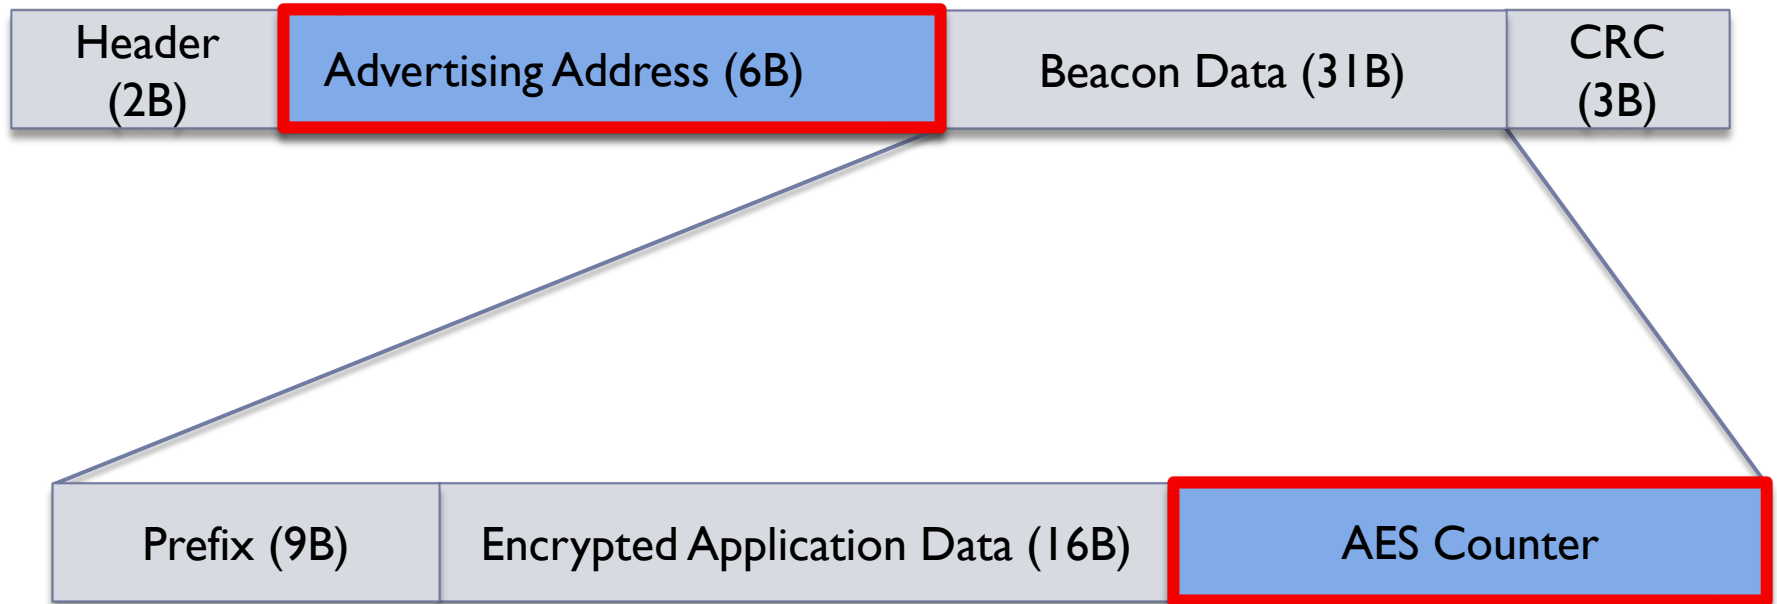 Header
(2B)
Advertising Address (6B)
Beacon Data (31B)
CRC
(3B)
Prefix (9B)
Encrypted Application Data (16B)
AES Counter